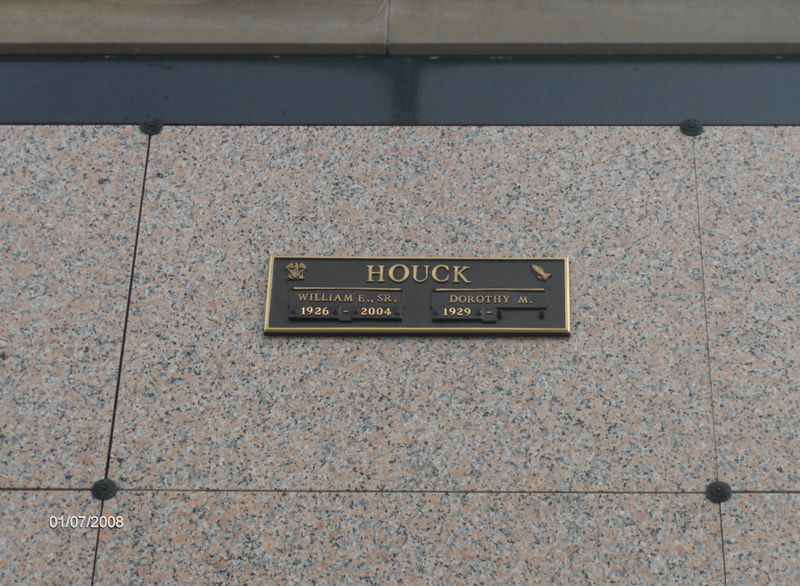 HOUCK
WILLIAM E., SR.
1926 - 2004
DOROTHY M.
1929 -
01/07/2008